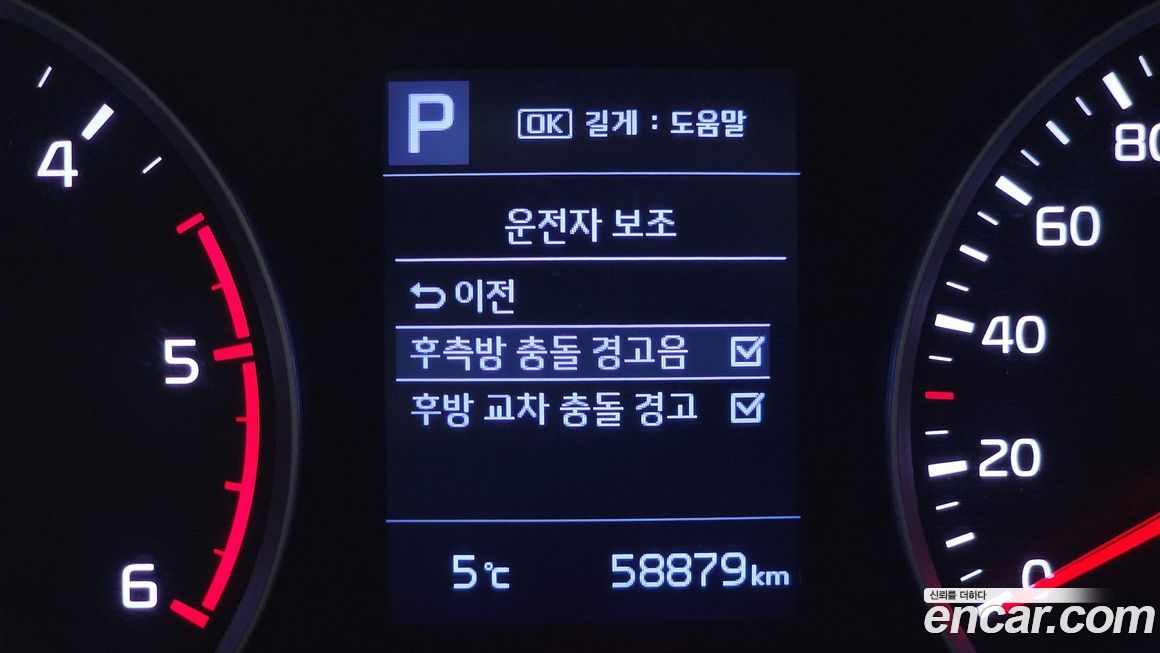 P
OK 길게 : 도움말
운전자 보조
이전
후측방 충돌 경고음
후방 교차 충돌 경고
5℃ 58879km
4
5
6
80
60
40
20
0
신뢰를 더하다
encar.com